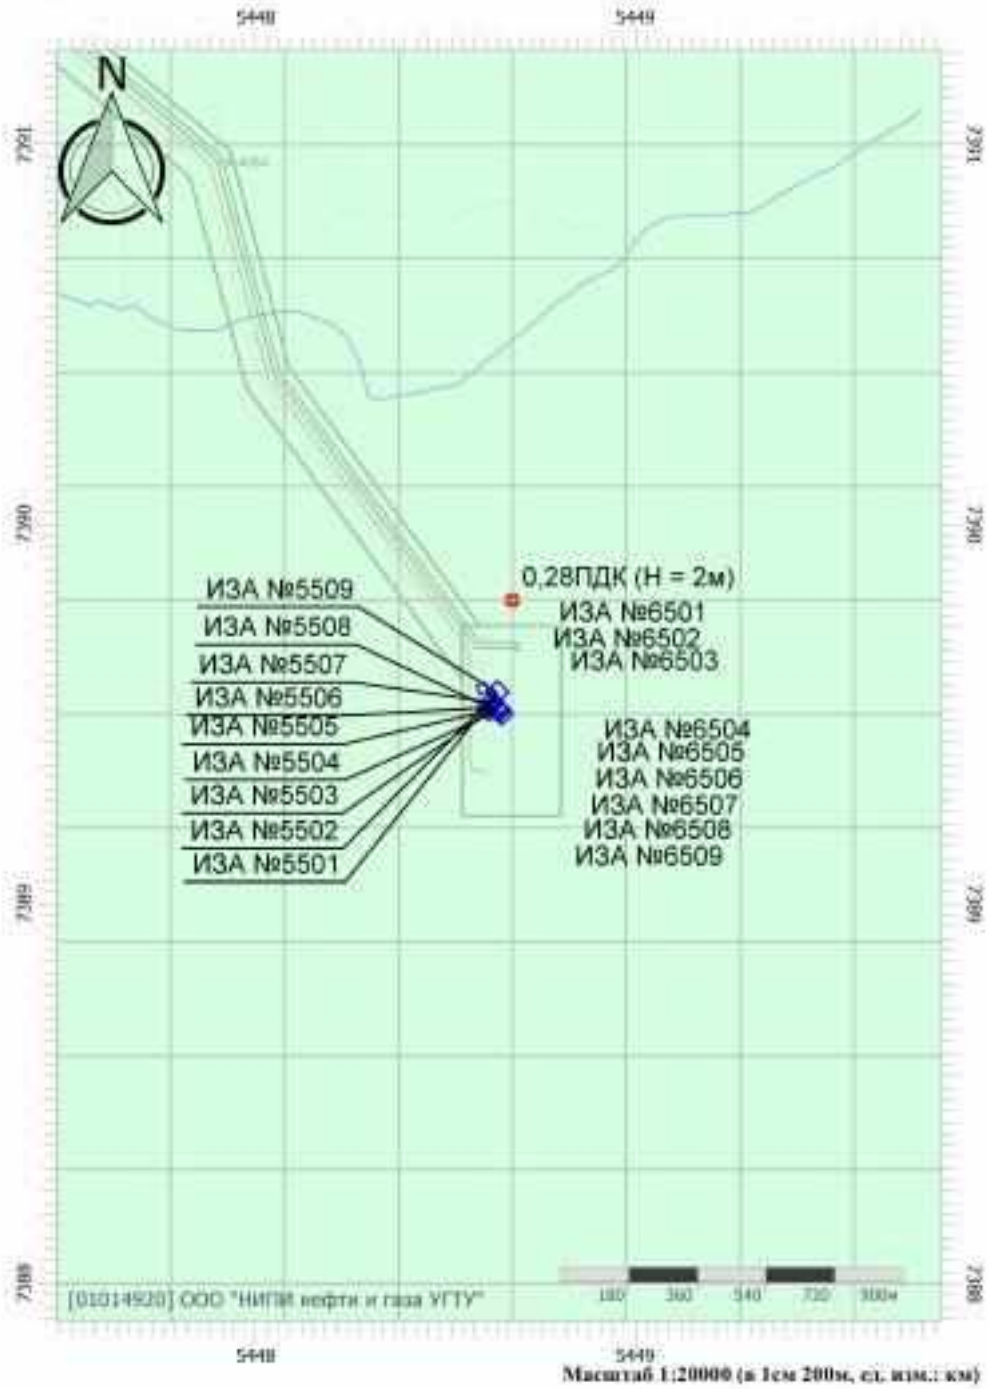 5448 5449
N
7391 7391
7390 7390
0,28ПДК (H = 2м)
ИЗА №5509
ИЗА №6501
ИЗА №5508
ИЗА №6502
ИЗА №5507
ИЗА №6503
ИЗА №5506
ИЗА №5505
ИЗА №6504
ИЗА №5504
ИЗА №6505
ИЗА №5503
ИЗА №6506
ИЗА №5502
ИЗА №6507
ИЗА №5501
ИЗА №6508
ИЗА №6509
7389 7389
7388 7388
[01014920] ООО "НИПИ нефти и газа УГТУ"
180 360 540 720 900м
5448 5449
Масштаб 1:20000 (в 1см 200м, ед. изм.: км)